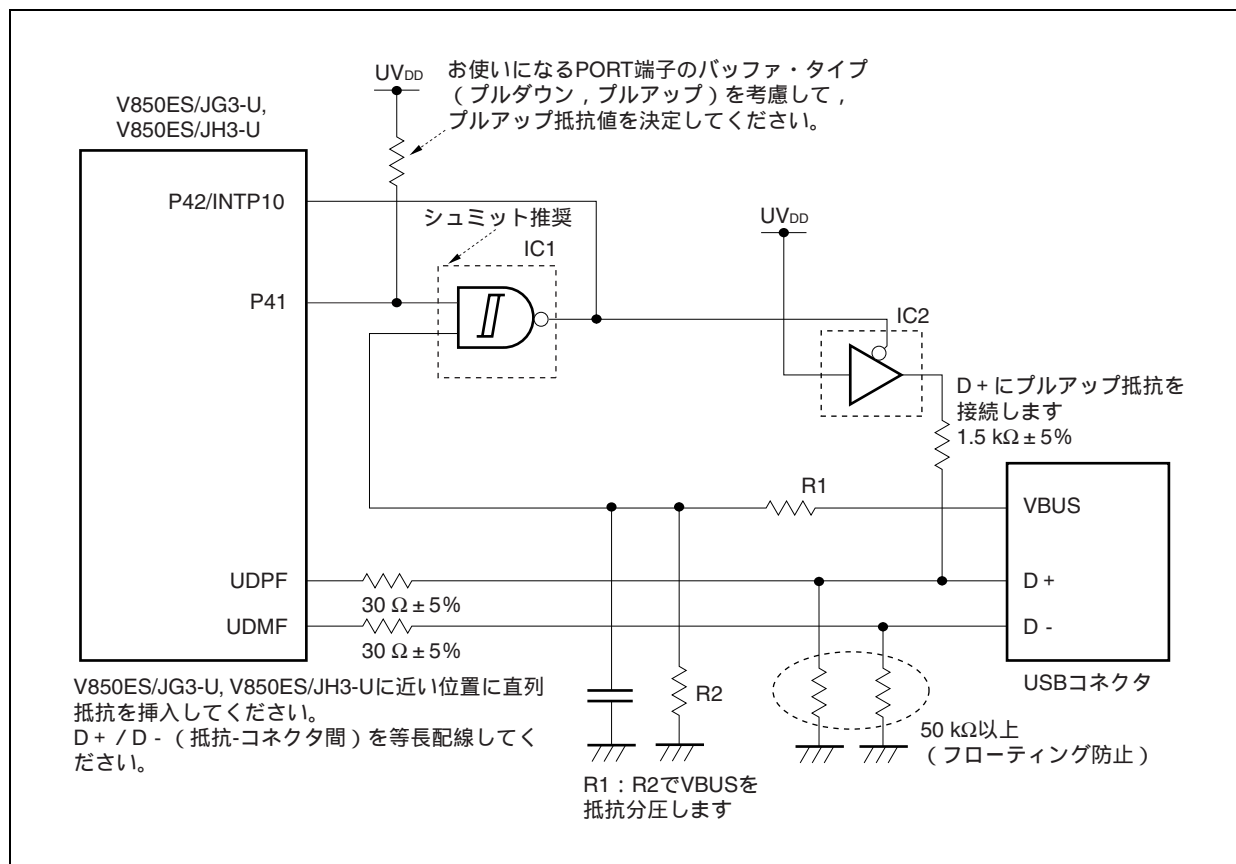 UVDD
お使いになるPORT端子のバッファ・タイプ
（プルダウン，プルアップ）を考慮して，
プルアップ抵抗値を決定してください。
V850ES/JG3-U,
V850ES/JH3-U
P42/INTP10
シュミット推奨
IC1
UVDD
P41
IC2
D + にプルアップ抵抗を
接続します
1.5 kΩ ± 5%
R1
VBUS
UDPF
30 Ω ± 5%
D +
UDMF
30 Ω ± 5%
D -
USBコネクタ
R2
V850ES/JG3-U, V850ES/JH3-Uに近い位置に直列
抵抗を挿入してください。
D + / D - （抵抗-コネクタ間）を等長配線してく
ださい。
50 kΩ以上
（フローティング防止）
R1：R2でVBUSを
抵抗分圧します